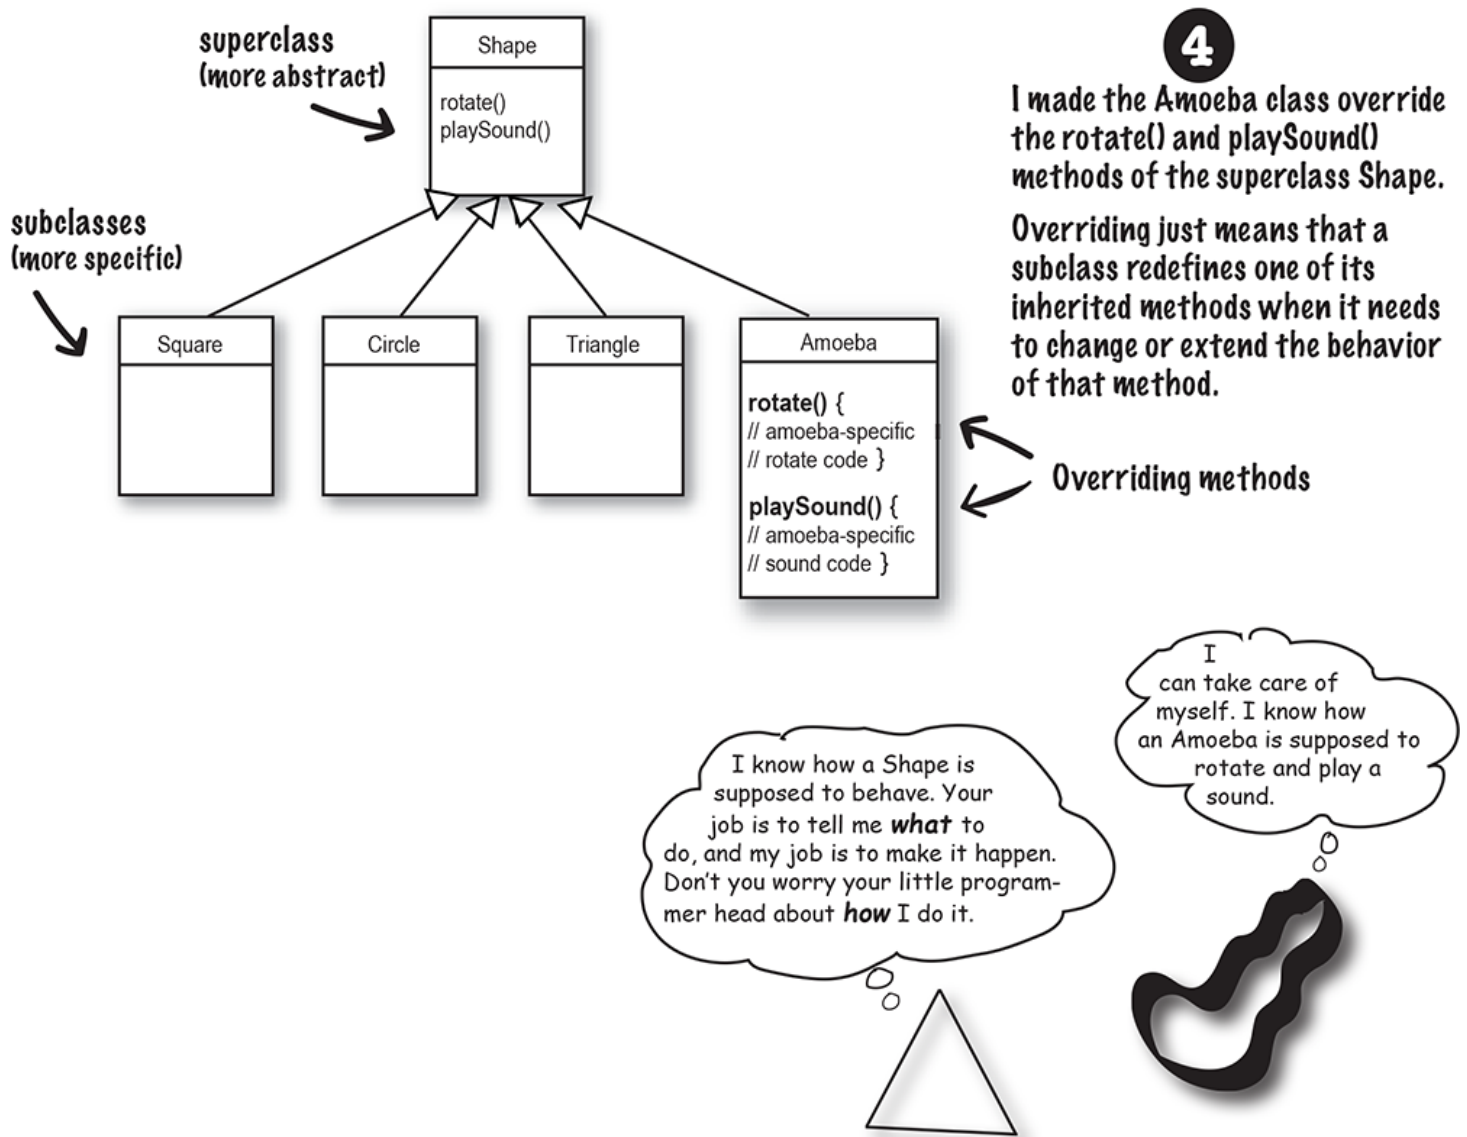 superclass
(more abstract)
Shape
rotate()
playSound()
subclasses
(more specific)
Square
Circle
Triangle
Amoeba
rotate() {
// amoeba-specific
// rotate code }
playSound() {
// amoeba-specific
// sound code }
4
I made the Amoeba class override
the rotate() and playSound()
methods of the superclass Shape.
Overriding just means that a
subclass redefines one of its
inherited methods when it needs
to change or extend the behavior
of that method.
Overriding methods
I know how a Shape is
supposed to behave. Your
job is to tell me what to
do, and my job is to make it happen.
Don't you worry your little program-
mer head about how I do it.
I
can take care of
myself. I know how
an Amoeba is supposed to
rotate and play a
sound.